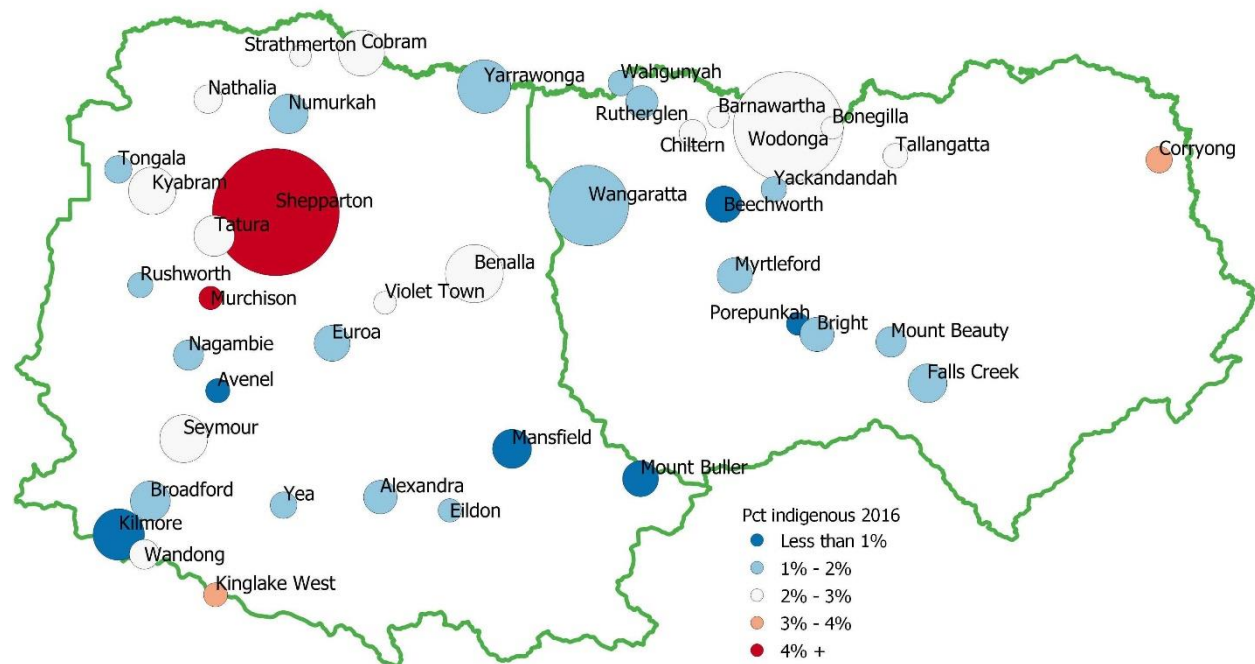 Strathmerton
Cobram
Nathalia
Numurkah
Yarrawonga
Wahgunyah
Rutherglen
Barnawartha
Bonegilla
Chiltern
Wodonga
Tallangatta
Corryong
Tongala
Kyabram
Shepparton
Tatura
Wangaratta
Yackandandah
Beechworth
Rushworth
Murchison
Benalla
Violet Town
Myrtleford
Porepunkah
Bright
Mount Beauty
Nagambie
Euroa
Avenel
Falls Creek
Seymour
Mansfield
Mount Buller
Broadford
Yea
Alexandra
Eildon
Kilmore
Wandong
Kinglake West
Pct indigenous 2016
Less than 1%
1% - 2%
2% - 3%
3% - 4%
4% +